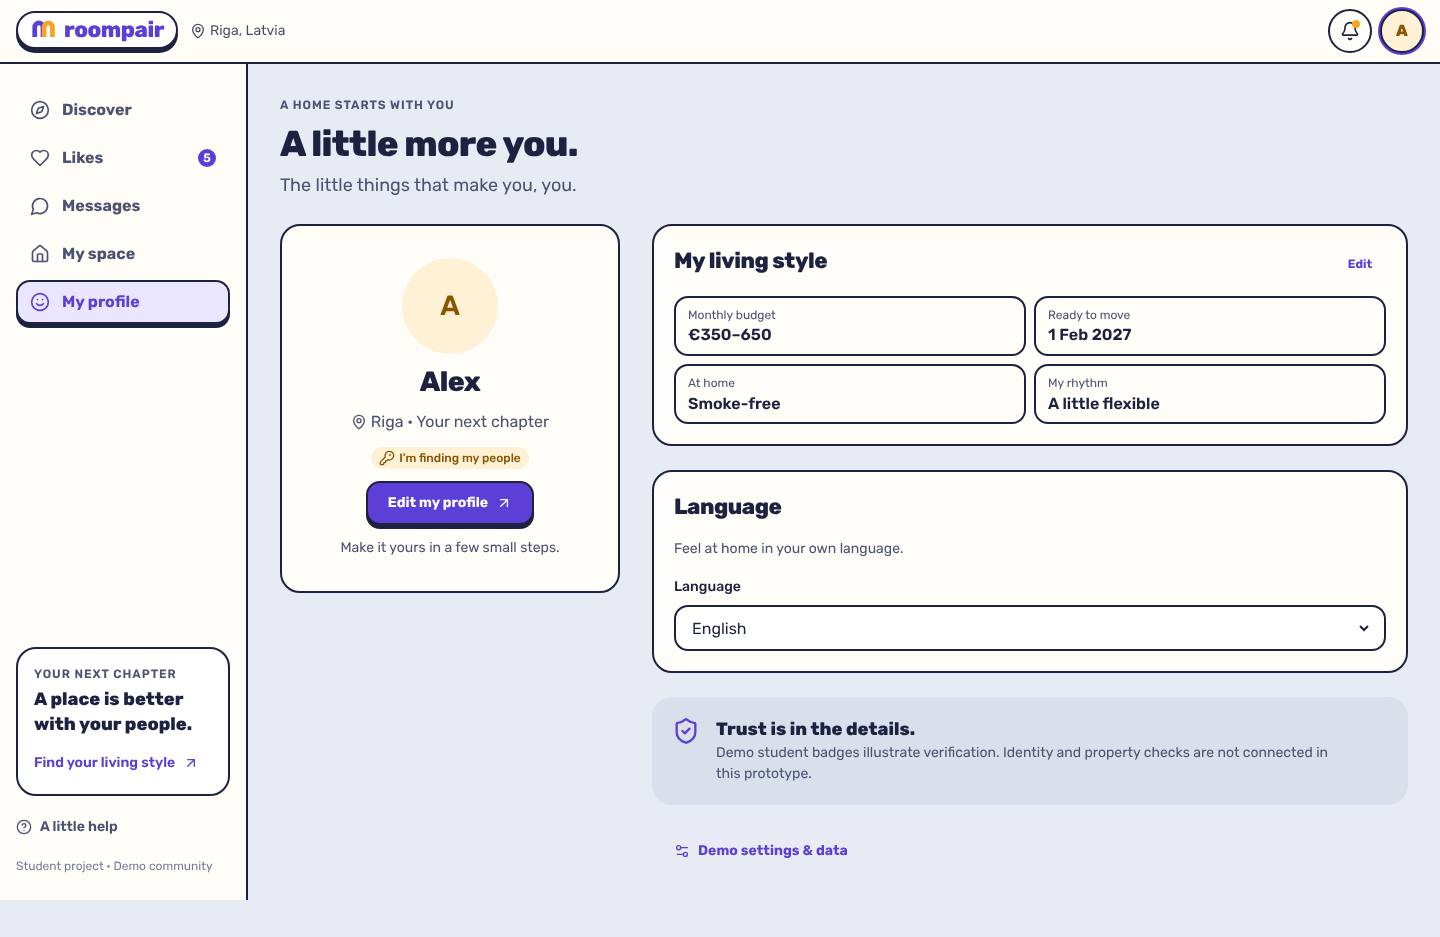 roompair
Riga, Latvia
A
Discover
Likes
5
Messages
My space
My profile
YOUR NEXT CHAPTER
A place is better
with your people.
Find your living style
A little help
Student project • Demo community
A HOME STARTS WITH YOU
A little more you.
The little things that make you, you.
A
Alex
Riga • Your next chapter
I'm finding my people
Edit my profile
Make it yours in a few small steps.
My living style
Edit
Monthly budget
€350–650
Ready to move
1 Feb 2027
At home
Smoke-free
My rhythm
A little flexible
Language
Feel at home in your own language.
Language
English
Trust is in the details.
Demo student badges illustrate verification. Identity and property checks are not connected in
this prototype.
Demo settings & data